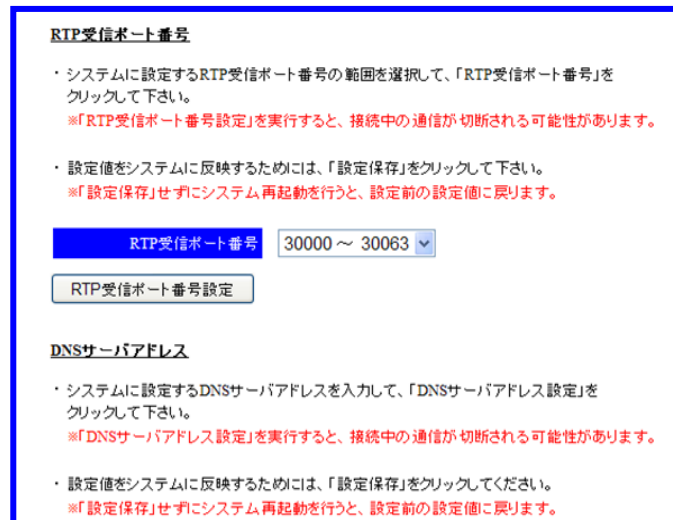 RTP受信ポート番号
・システムに設定するRTP受信ポート番号の範囲を選択して、「RTP受信ポート番号」を
クリックして下さい。
※「RTP受信ポート番号設定」を実行すると、接続中の通信が切断される可能性があります。
・設定値をシステムに反映するためには、「設定保存」をクリックして下さい。
※「設定保存」せずにシステム再起動を行うと、設定前の設定値に戻ります。
RTP受信ポート番号 30000 ～ 30063
RTP受信ポート番号設定
DNSサーバアドレス
・システムに設定するDNSサーバアドレスを入力して、「DNSサーバアドレス設定」を
クリックして下さい。
※「DNSサーバアドレス設定」を実行すると、接続中の通信が切断される可能性があります。
・設定値をシステムに反映するためには、「設定保存」をクリックしてください。
※「設定保存」せずにシステム再起動を行うと、設定前の設定値に戻ります。